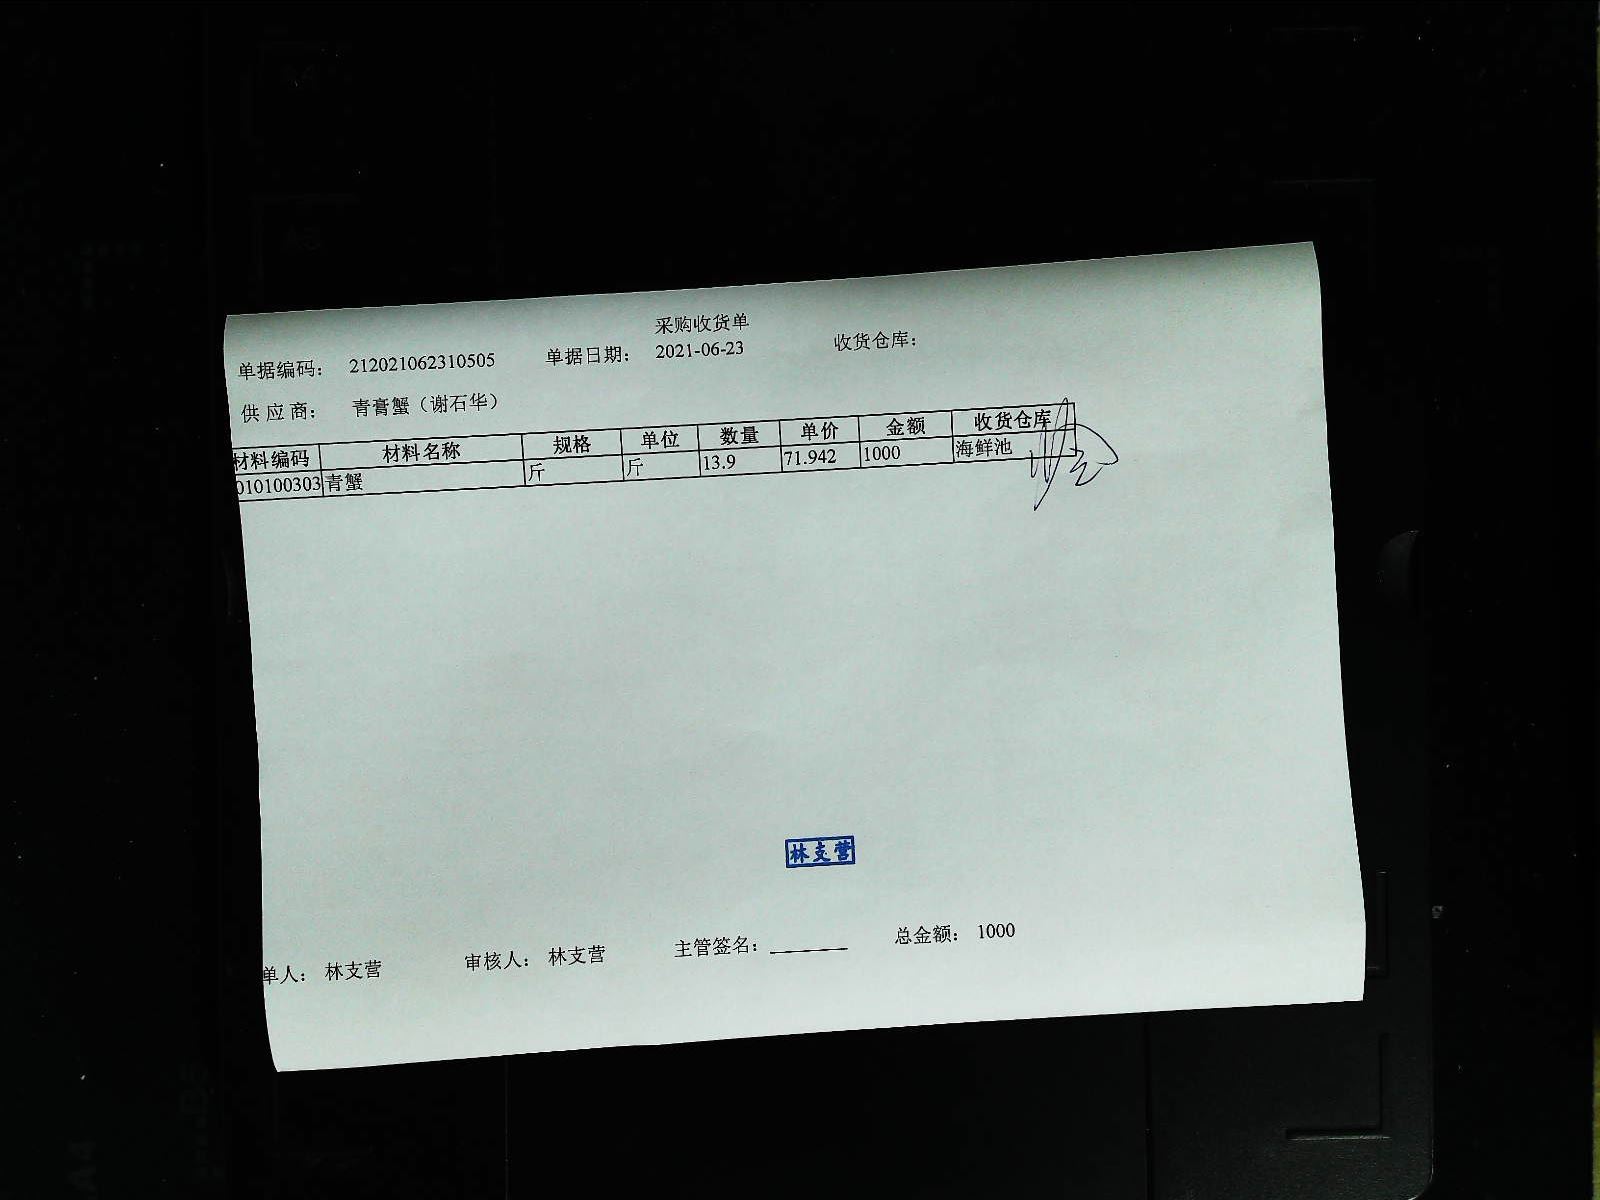 采购收货单
单据编码： 212021062310505 单据日期： 2021-06-23 收货仓库：
供 应 商： 青膏蟹（谢石华）
材料编码 材料名称 规格 单位 数量 单价 金额 收货仓库
010100303 青蟹 斤 斤 13.9 71.942 1000 海鲜池
林支营
单人： 林支营 审核人： 林支营 主管签名：_______ 总金额： 1000